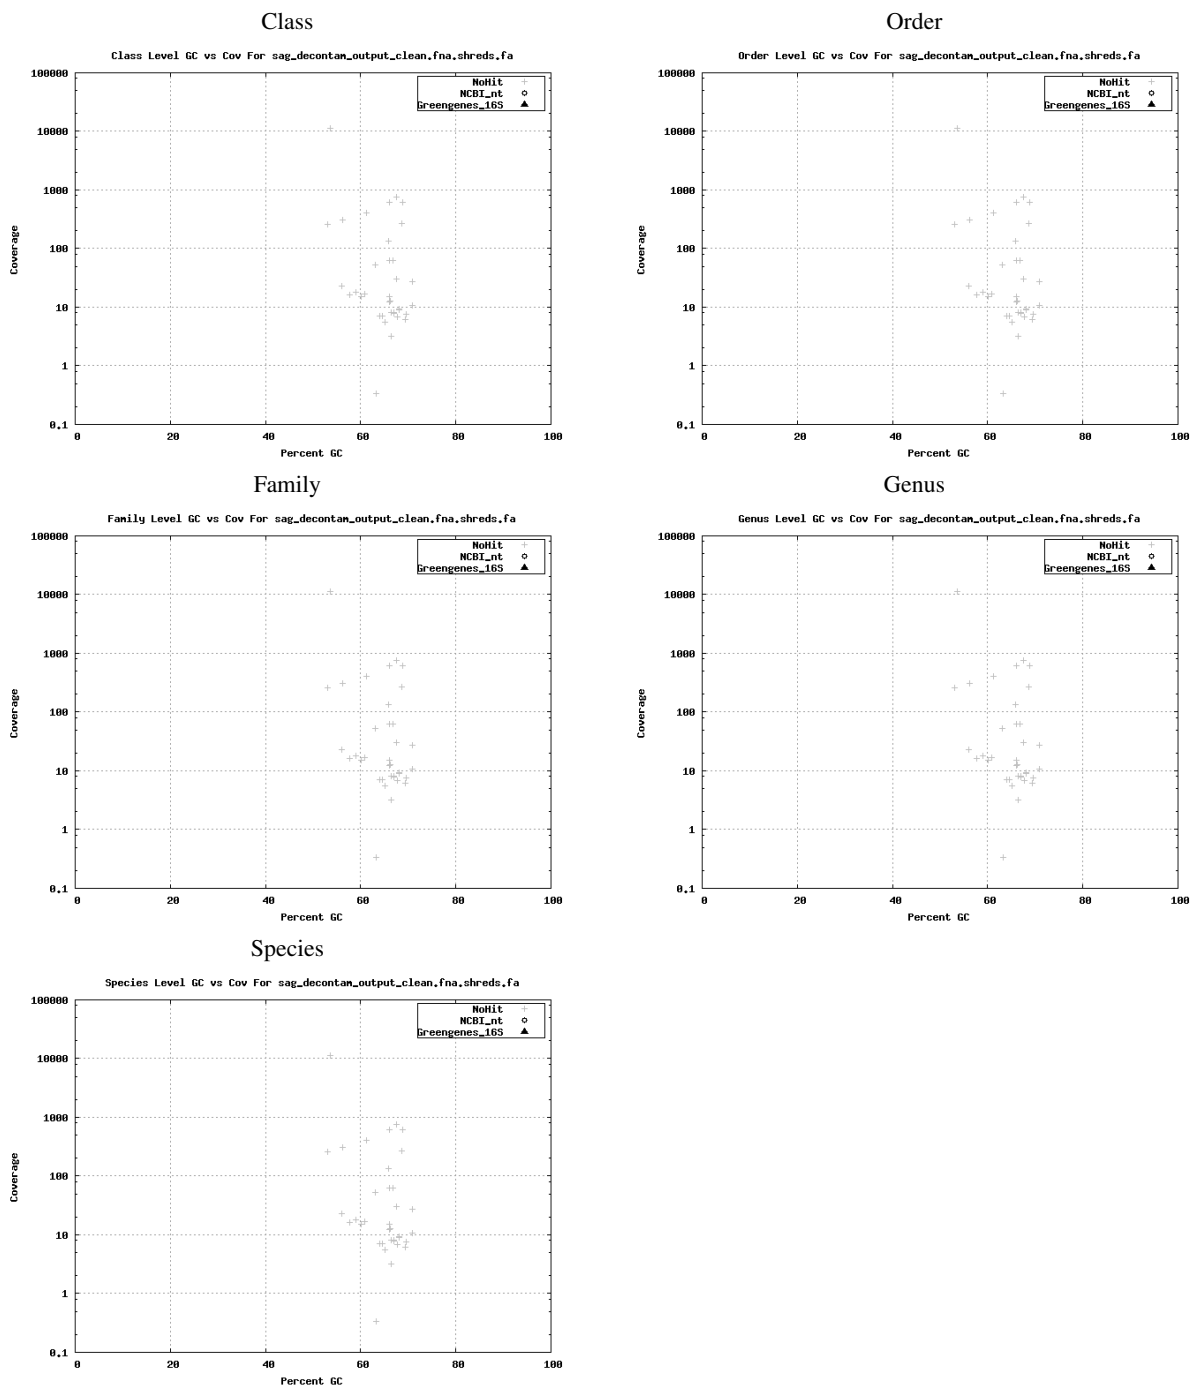 Class
Class Level GC vs Cov For sag_decontam_output_clean.fna.shreds.fa
NoHit
NCBI_nt
Greengenes_16S
100000
10000
1000
100
10
1
0.1
Coverage
0 20 40 60 80 100
Percent GC
Order
Order Level GC vs Cov For sag_decontam_output_clean.fna.shreds.fa
NoHit
NCBI_nt
Greengenes_16S
100000
10000
1000
100
10
1
0.1
Coverage
0 20 40 60 80 100
Percent GC
Family
Family Level GC vs Cov For sag_decontam_output_clean.fna.shreds.fa
NoHit
NCBI_nt
Greengenes_16S
100000
10000
1000
100
10
1
0.1
Coverage
0 20 40 60 80 100
Percent GC
Genus
Genus Level GC vs Cov For sag_decontam_output_clean.fna.shreds.fa
NoHit
NCBI_nt
Greengenes_16S
100000
10000
1000
100
10
1
0.1
Coverage
0 20 40 60 80 100
Percent GC
Species
Species Level GC vs Cov For sag_decontam_output_clean.fna.shreds.fa
NoHit
NCBI_nt
Greengenes_16S
100000
10000
1000
100
10
1
0.1
Coverage
0 20 40 60 80 100
Percent GC